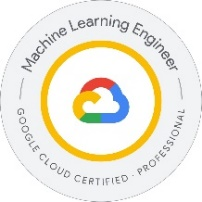 Machine Learning Engineer
GOOGLE CLOUD CERTIFIED · PROFESSIONAL